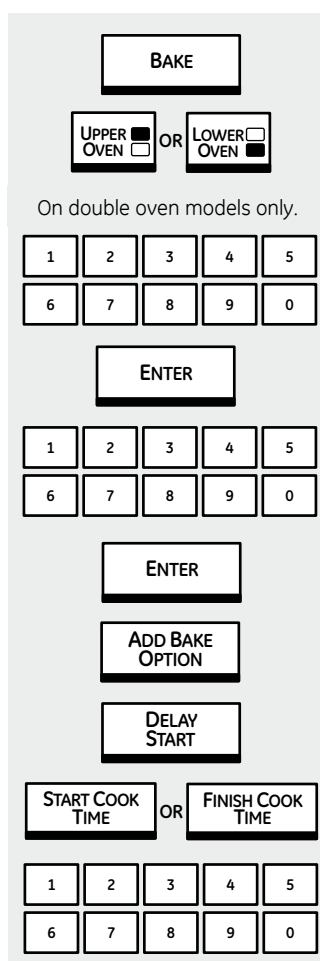 BAKE
UPPER OVEN OR LOWER OVEN
On double oven models only.
1 2 3 4 5
6 7 8 9 0
ENTER
1 2 3 4 5
6 7 8 9 0
ENTER
ADD BAKE
OPTION
DELAY
START
START COOK TIME OR FINISH COOK TIME
1 2 3 4 5
6 7 8 9 0